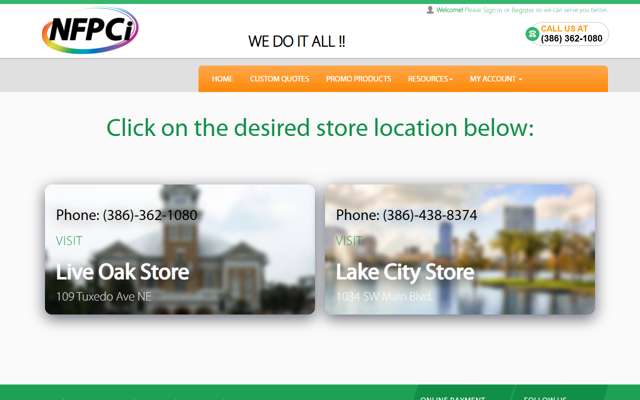 Welcome! Please Sign in or Register so we can serve you better.
NFPCi
WE DO IT ALL !!
CALL US AT
(386) 362-1080
HOME CUSTOM QUOTES PROMO PRODUCTS RESOURCES MY ACCOUNT
Click on the desired store location below:
Phone: (386)-362-1080
VISIT
Live Oak Store
109 Tuxedo Ave NE
Phone: (386)-438-8374
VISIT
Lake City Store
1034 SW Main Blvd.
ONLINE PAYMENT FOLLOW US